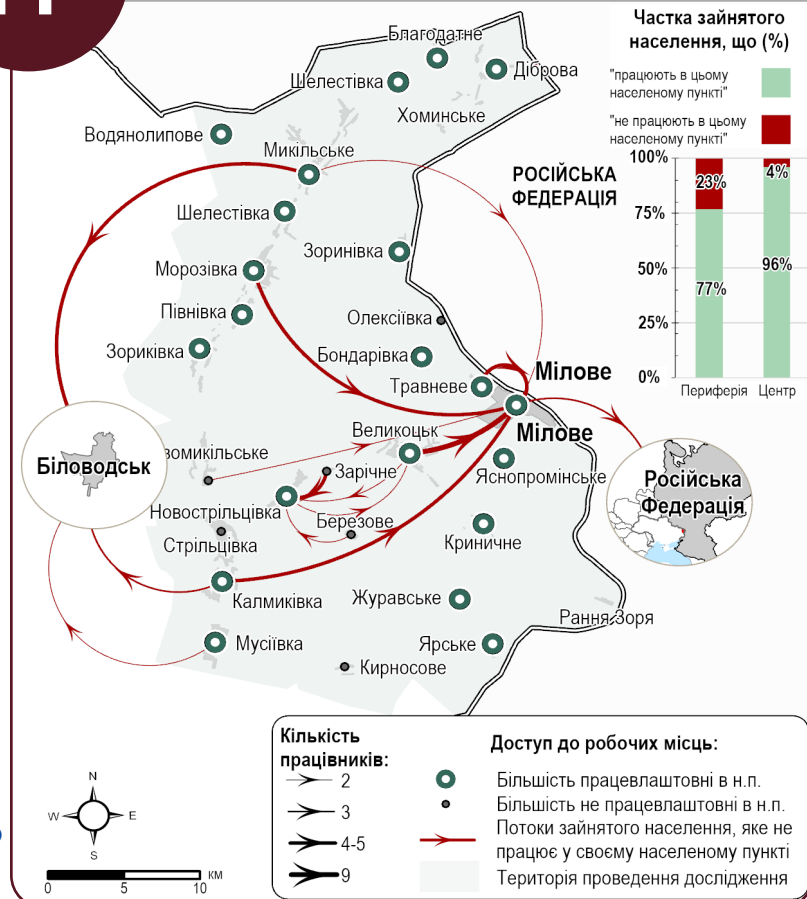 Частка зайнятого
населення, що (%)
"працюють в цьому
населеному пункті"
"не працюють в цьому
населеному пункті"
100%
75%
50%
25%
0%
23%
77%
4%
96%
Периферія
Центр
Благодатне
Шелестівка
Діброва
Хоминське
Водянолипове
Микільське
РОСІЙСЬКА
ФЕДЕРАЦІЯ
Шелестівка
Зоринівка
Морозівка
Півнівка
Олексіївка
Зориківка
Бондарівка
Травневе
Мілове
Мілове
Великоцьк
Біловодськ
зомикільське
Зарічне
Яснопромінське
Російська
Федерація
Новострільцівка
Березове
Стрільцівка
Криничне
Калмиківка
Журавське
Рання Зоря
Мусіївка
Ярське
Кирносове
Кількість
працівників:
2
3
4-5
9
Доступ до робочих місць:
Більшість працевлаштовні в н.п.
Більшість не працевлаштовні в н.п.
Потоки зайнятого населення, яке не
працює у своєму населеному пункті
Територія проведення дослідження
N
W
E
S
0
5
10
км